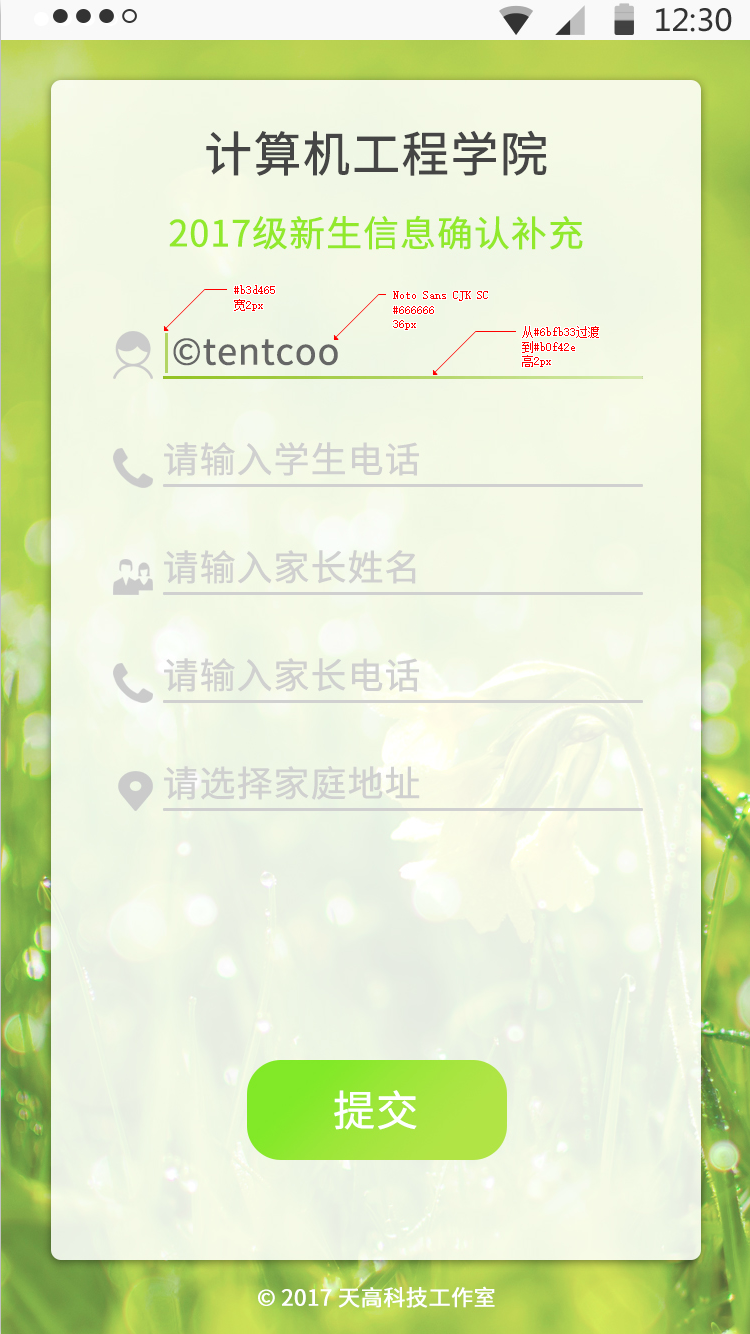 12:30
计算机工程学院
2017级新生信息确认补充
#b3d465
宽2px
Noto Sans CJK SC
#666666
36px
从#6bfb33过渡
到#b0f42e
高2px
©tentcoo
请输入学生电话
请输入家长姓名
请输入家长电话
请选择家庭地址
提交
© 2017 天高科技工作室